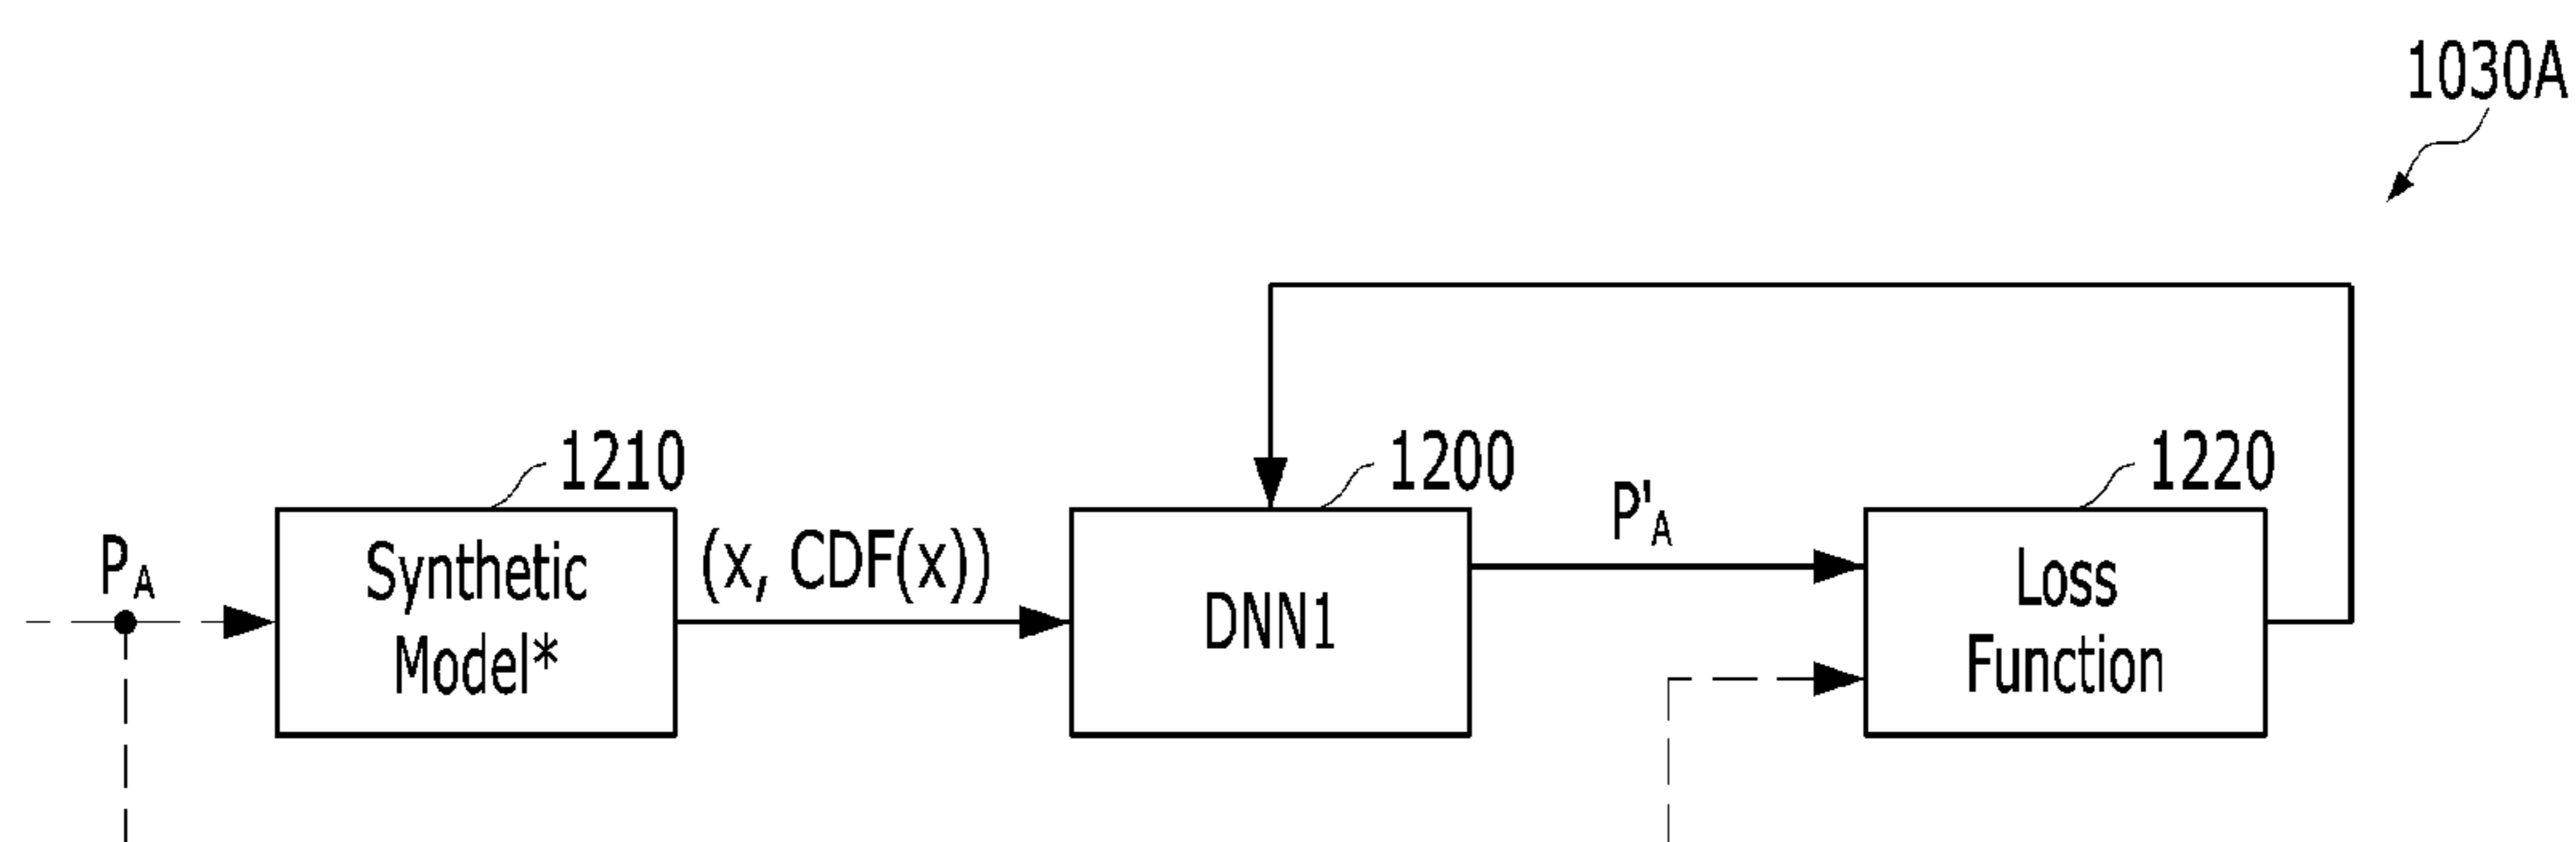 1030A
1210
1200
1220
P_A
Synthetic
Model*
(x, CDF(x))
DNN1
P'_A
Loss
Function